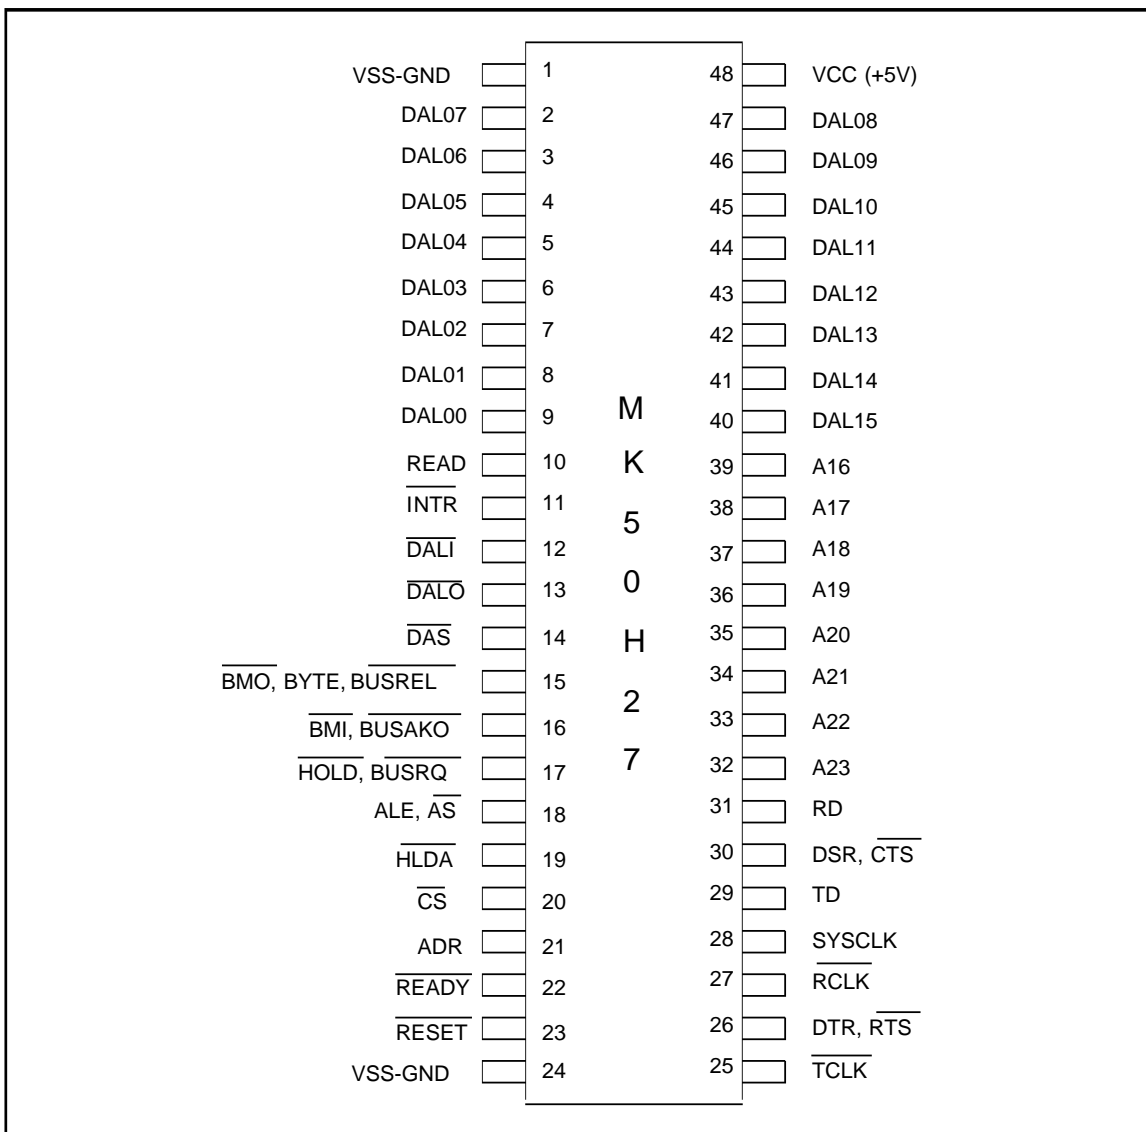 VSS-GND 1 48 VCC (+5V)
DAL07 2 47 DAL08
DAL06 3 46 DAL09
DAL05 4 45 DAL10
DAL04 5 44 DAL11
DAL03 6 43 DAL12
DAL02 7 42 DAL13
DAL01 8 41 DAL14
DAL00 9 M 40 DAL15
READ 10 K 39 A16
INTR 11 5 38 A17
DALI 12 37 A18
DALO 13 0 36 A19
DAS 14 H 35 A20
BMO, BYTE, BUSREL 15 2 34 A21
BMI, BUSAKO 16 33 A22
HOLD, BUSRQ 17 7 32 A23
ALE, AS 18 31 RD
HLDA 19 30 DSR, CTS
CS 20 29 TD
ADR 21 28 SYSCLK
READY 22 27 RCLK
RESET 23 26 DTR, RTS
VSS-GND 24 25 TCLK